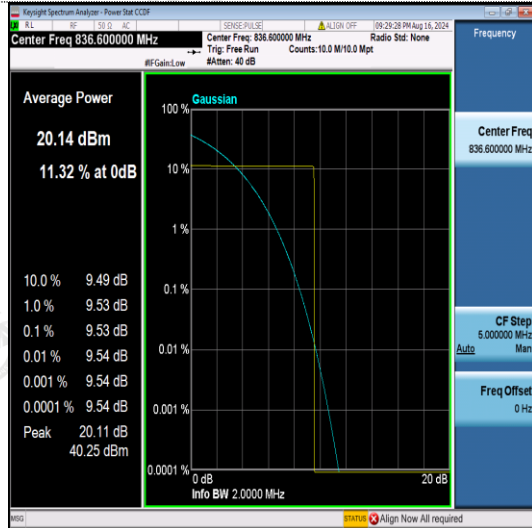 Keysight Spectrum Analyzer - Power Stat CCDF
RL RF 50 Ω AC SENSE:PULSE ALIGN OFF 09:29:28 PM Aug 16, 2024
Center Freq 836.600000 MHz
Center Freq: 836.600000 MHz
Radio Std: None
Trig: Free Run
Counts:10.0 M/10.0 Mpt
#IFGain:Low
#Atten: 40 dB
Frequency
Average Power
20.14 dBm
11.32 % at 0dB
10.0 % 9.49 dB
1.0 % 9.53 dB
0.1 % 9.53 dB
0.01 % 9.54 dB
0.001 % 9.54 dB
0.0001 % 9.54 dB
Peak 20.11 dB
40.25 dBm
Gaussian
100 %
10 %
1 %
0.1 %
0.01 %
0.001 %
0.0001 %
0 dB
20 dB
Info BW 2.0000 MHz
Center Freq
836.600000 MHz
CF Step
5.000000 MHz
Auto Man
Freq Offset
0 Hz
MSG
STATUS Align Now All required